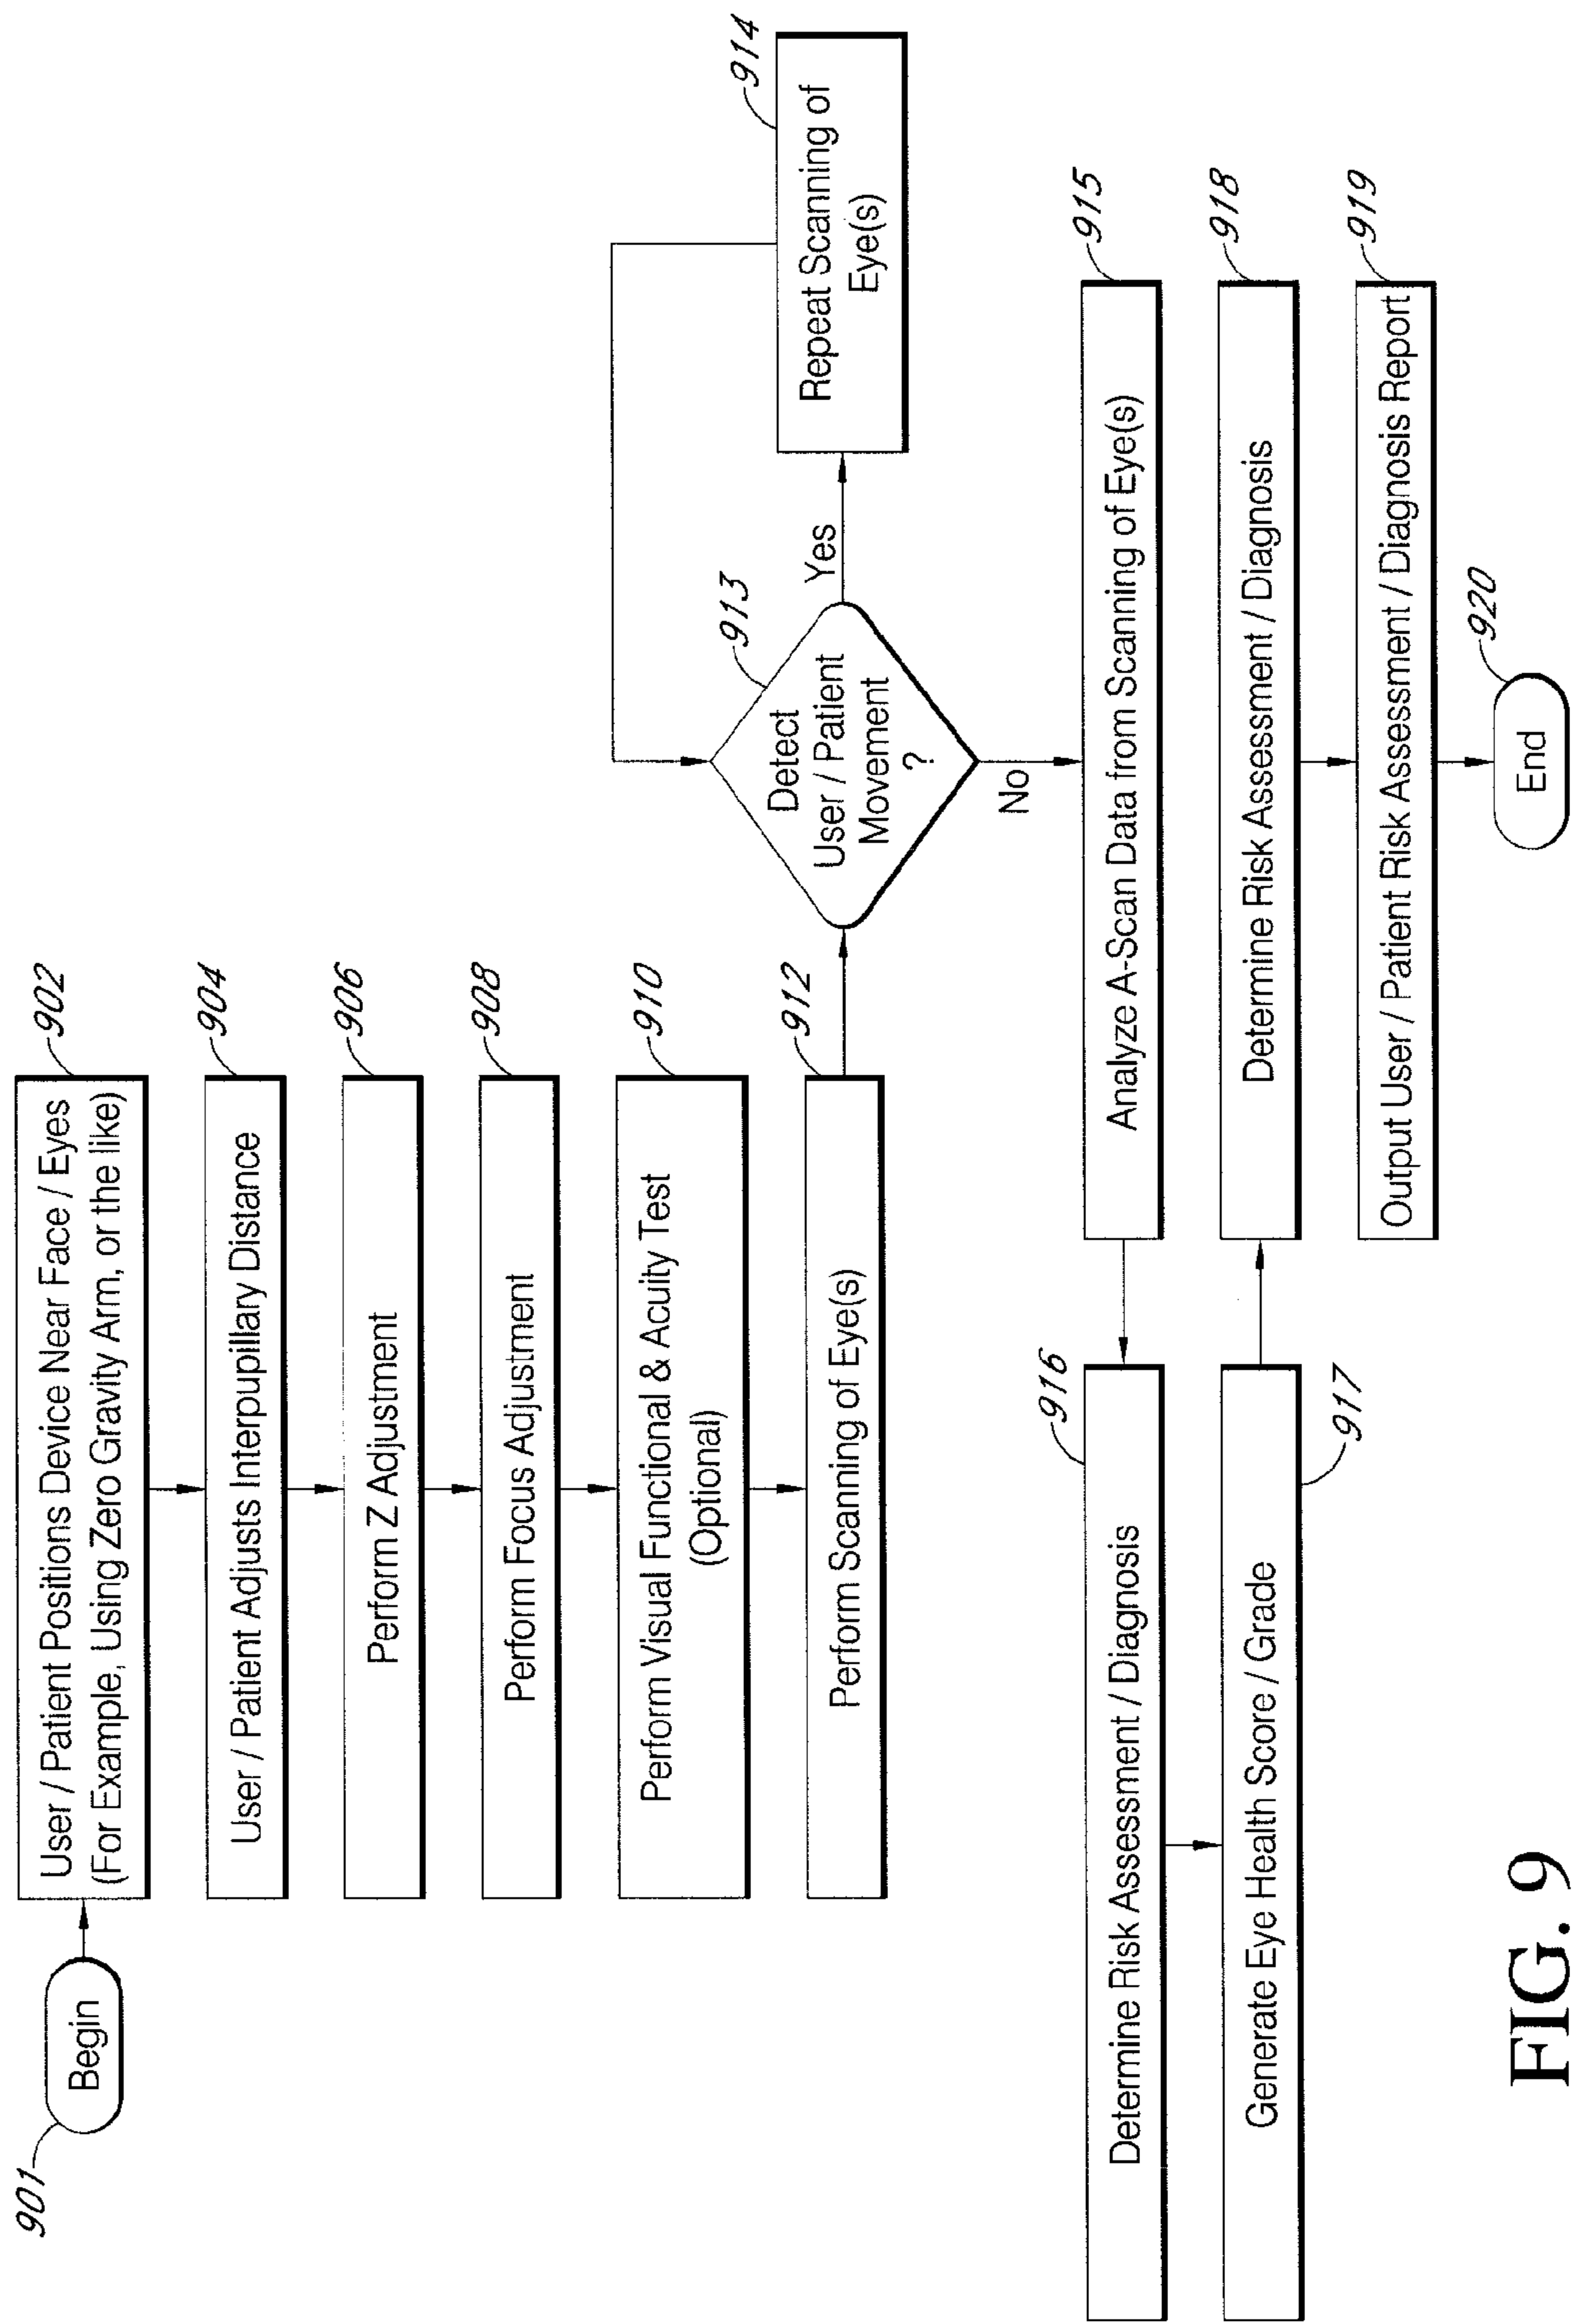 901
Begin
902
User / Patient Positions Device Near Face / Eyes
(For Example, Using Zero Gravity Arm, or the like)
904
User / Patient Adjusts Interpupillary Distance
906
Perform Z Adjustment
908
Perform Focus Adjustment
910
Perform Visual Functional & Acuity Test
(Optional)
912
Perform Scanning of Eye(s)
913
Detect
User / Patient
Movement
?
Yes
No
914
Repeat Scanning of
Eye(s)
915
Analyze A-Scan Data from Scanning of Eye(s)
916
Determine Risk Assessment / Diagnosis
917
Generate Eye Health Score / Grade
918
Determine Risk Assessment / Diagnosis
919
Output User / Patient Risk Assessment / Diagnosis Report
920
End
FIG. 9